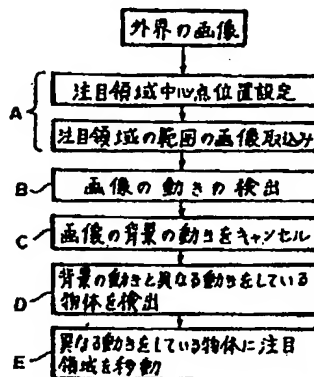 外界の画像
A
注目領域中心点位置設定
注目領域の範囲の画像取込み
B
画像の動きの検出
C
画像の背景の動きをキャンセル
D
背景の動きと異なる動きをしている
物体を検出
E
異なる動きをしている物体に注目
領域を移動